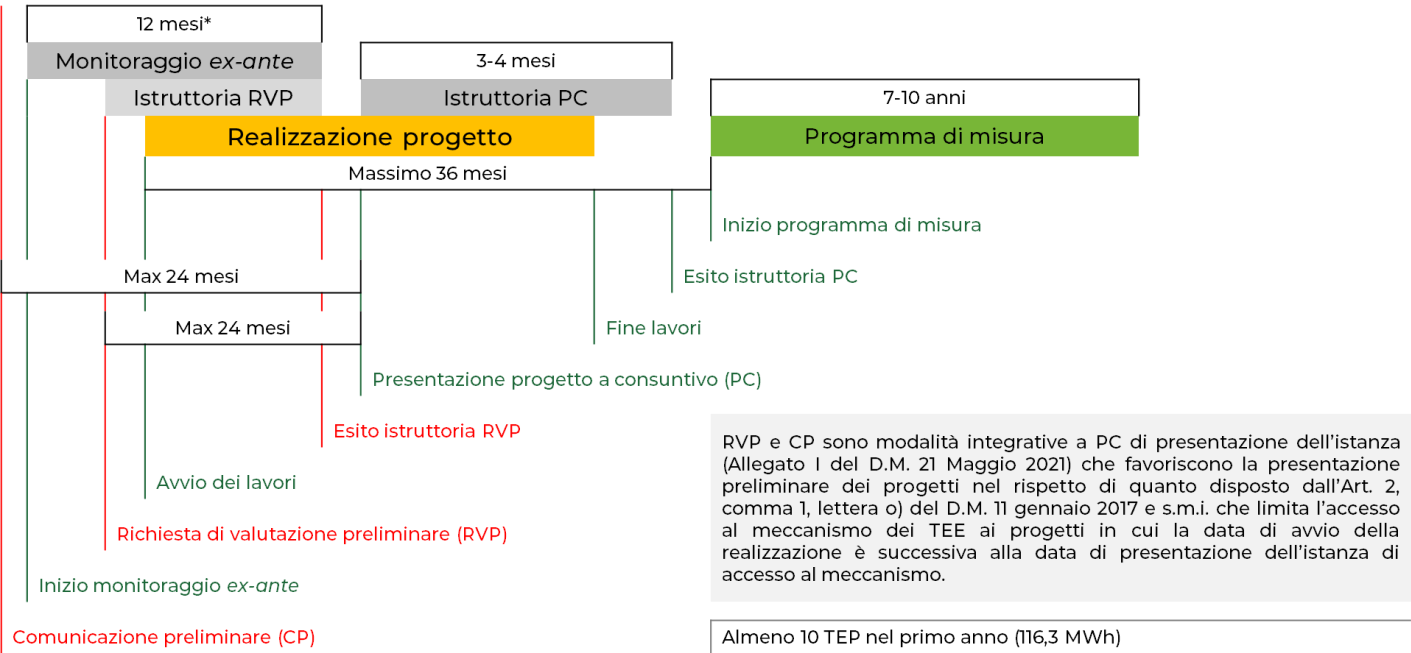 12 mesi*
Monitoraggio ex-ante
3-4 mesi
Istruttoria RVP
Istruttoria PC
7-10 anni
Realizzazione progetto
Programma di misura
Massimo 36 mesi
Inizio programma di misura
Max 24 mesi
Esito istruttoria PC
Max 24 mesi
Fine lavori
Presentazione progetto a consuntivo (PC)
Esito istruttoria RVP
RVP e CP sono modalità integrative a PC di presentazione dell’istanza
(Allegato I del D.M. 21 Maggio 2021) che favoriscono la presentazione
preliminare dei progetti nel rispetto di quanto disposto dall’Art. 2,
comma 1, lettera o) del D.M. 11 gennaio 2017 e s.m.i. che limita l’accesso
al meccanismo dei TEE ai progetti in cui la data di avvio della
realizzazione è successiva alla data di presentazione dell’istanza di
accesso al meccanismo.
Avvio dei lavori
Richiesta di valutazione preliminare (RVP)
Inizio monitoraggio ex-ante
Comunicazione preliminare (CP)
Almeno 10 TEP nel primo anno (116,3 MWh)